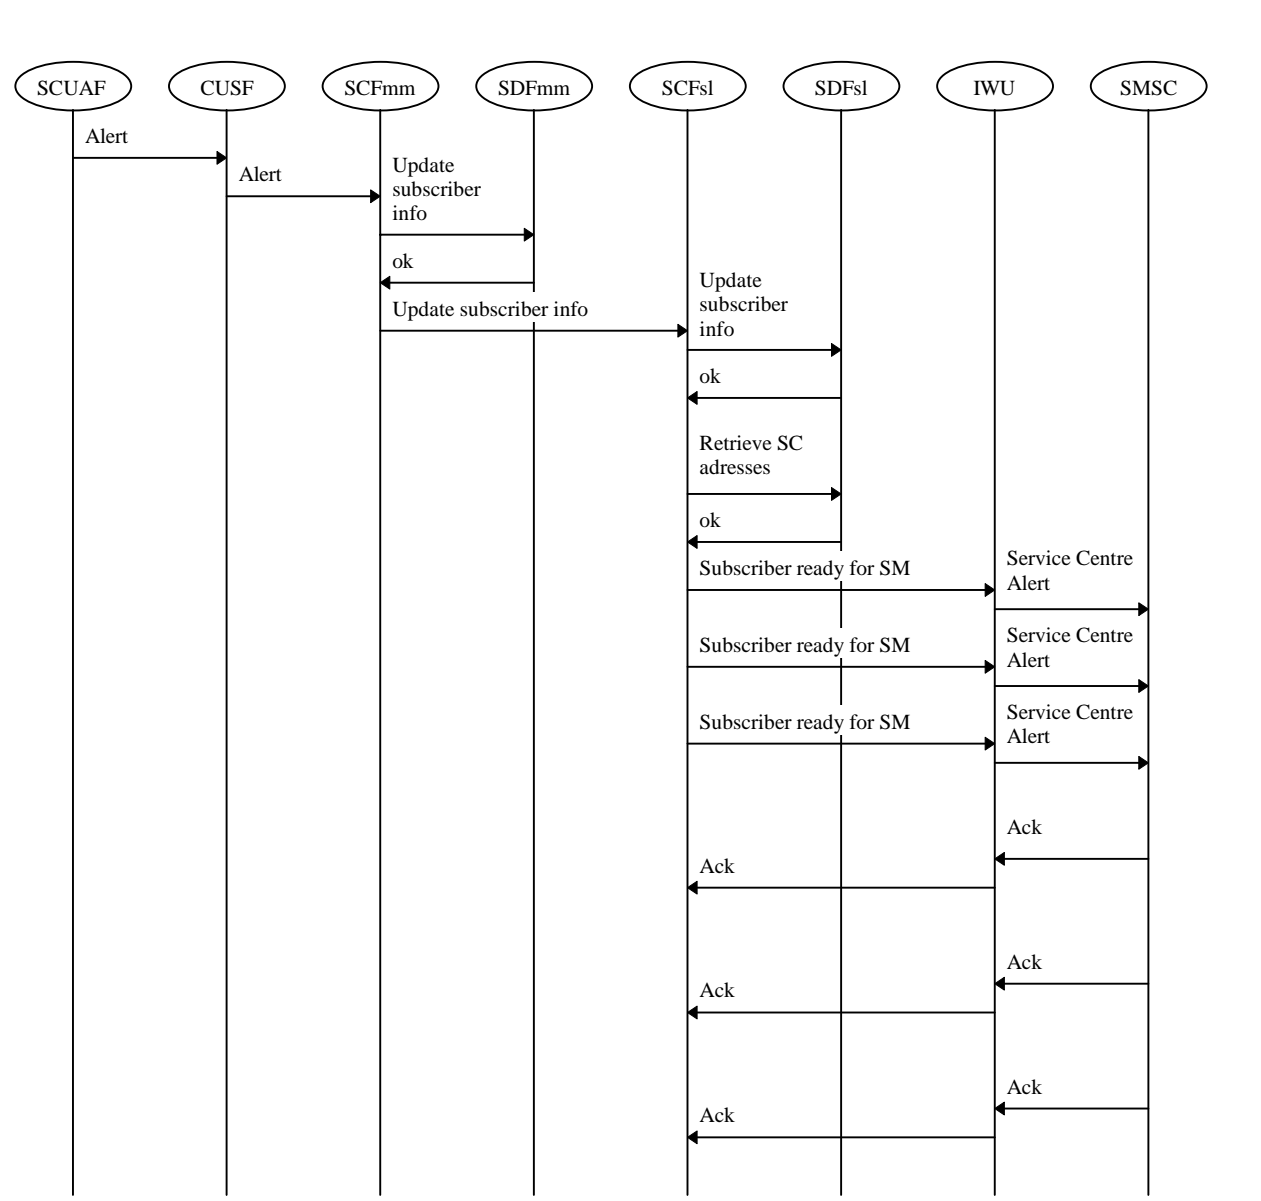 SCUAF
CUSF
SCFmm
SDFmm
SCFsl
SDFsl
IWU
SMSC
Alert
Alert
Update
subscriber
info
ok
Update subscriber info
Update
subscriber
info
ok
Retrieve SC
adresses
ok
Subscriber ready for SM
Service Centre
Alert
Subscriber ready for SM
Service Centre
Alert
Subscriber ready for SM
Service Centre
Alert
Ack
Ack
Ack
Ack
Ack
Ack